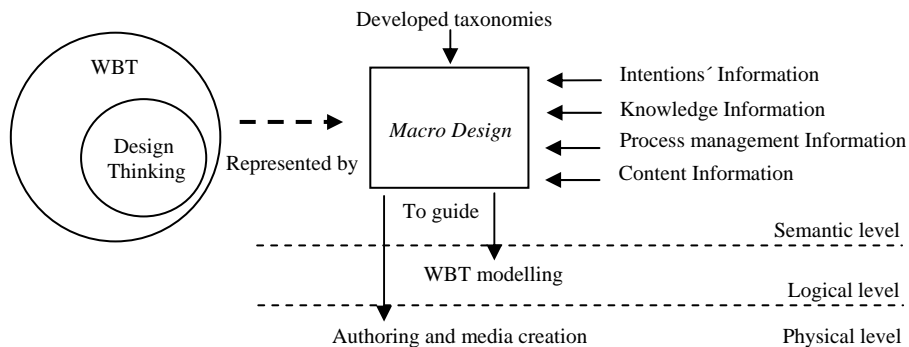 Developed taxonomies
WBT
Design
Thinking
Represented by
Macro Design
Intentions´ Information
Knowledge Information
Process management Information
Content Information
To guide
Semantic level
WBT modelling
Logical level
Authoring and media creation
Physical level